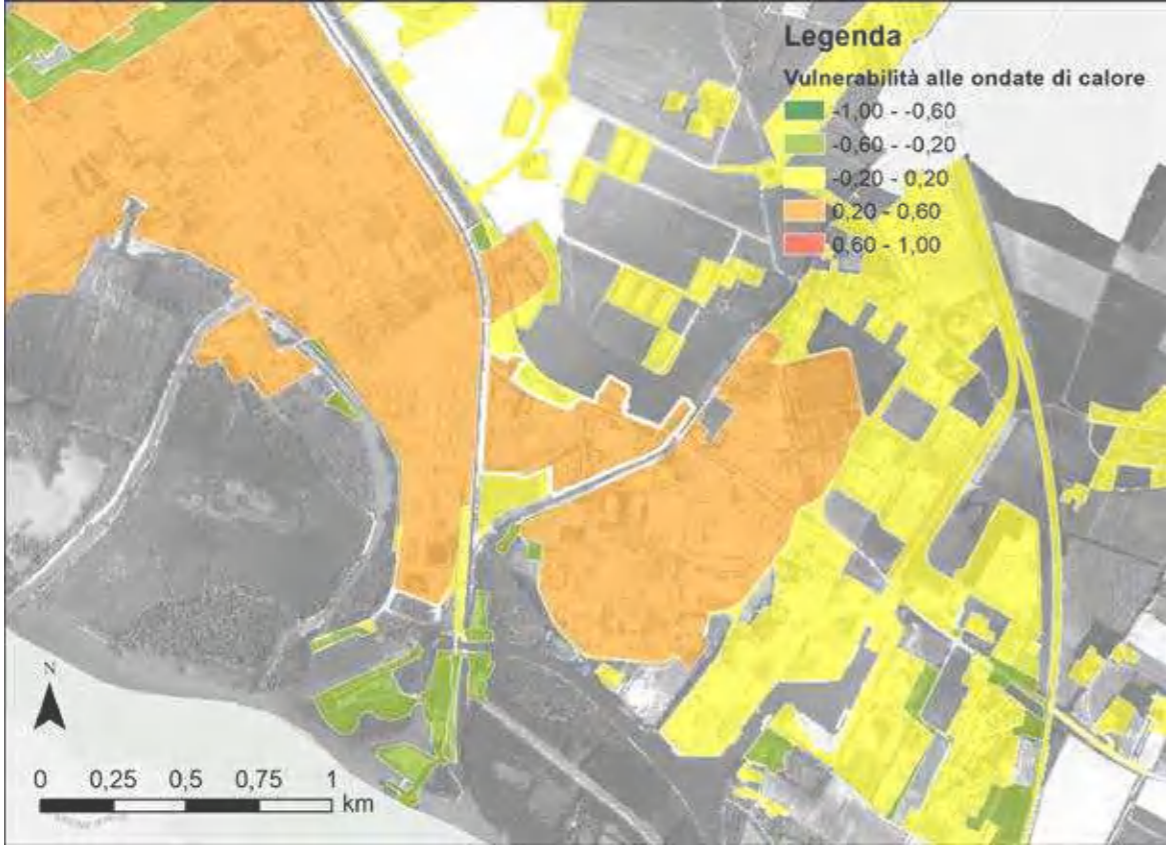 Legenda
Vulnerabilità alle ondate di calore
-1,00 - -0,60
-0,60 - -0,20
-0,20 - 0,20
0,20 - 0,60
0,60 - 1,00
N
0 0,25 0,5 0,75 1
km